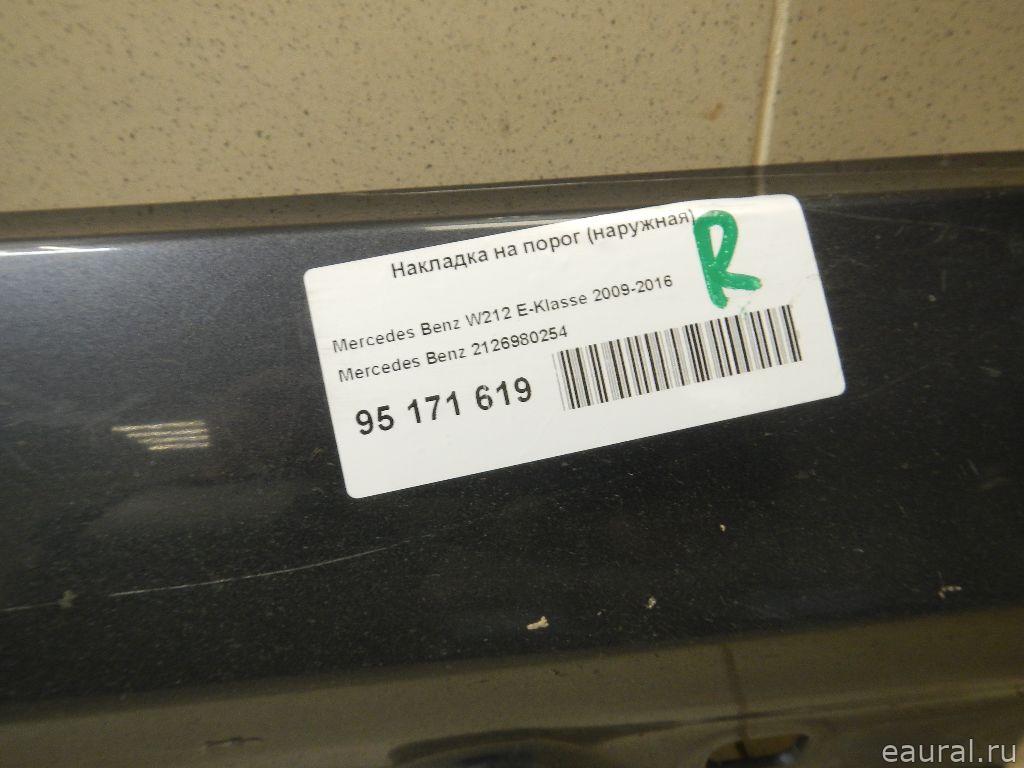 Накладка на порог (наружная)
R
Mercedes Benz W212 E-Klasse 2009-2016
Mercedes Benz 2126980254
95 171 619
eaural.ru